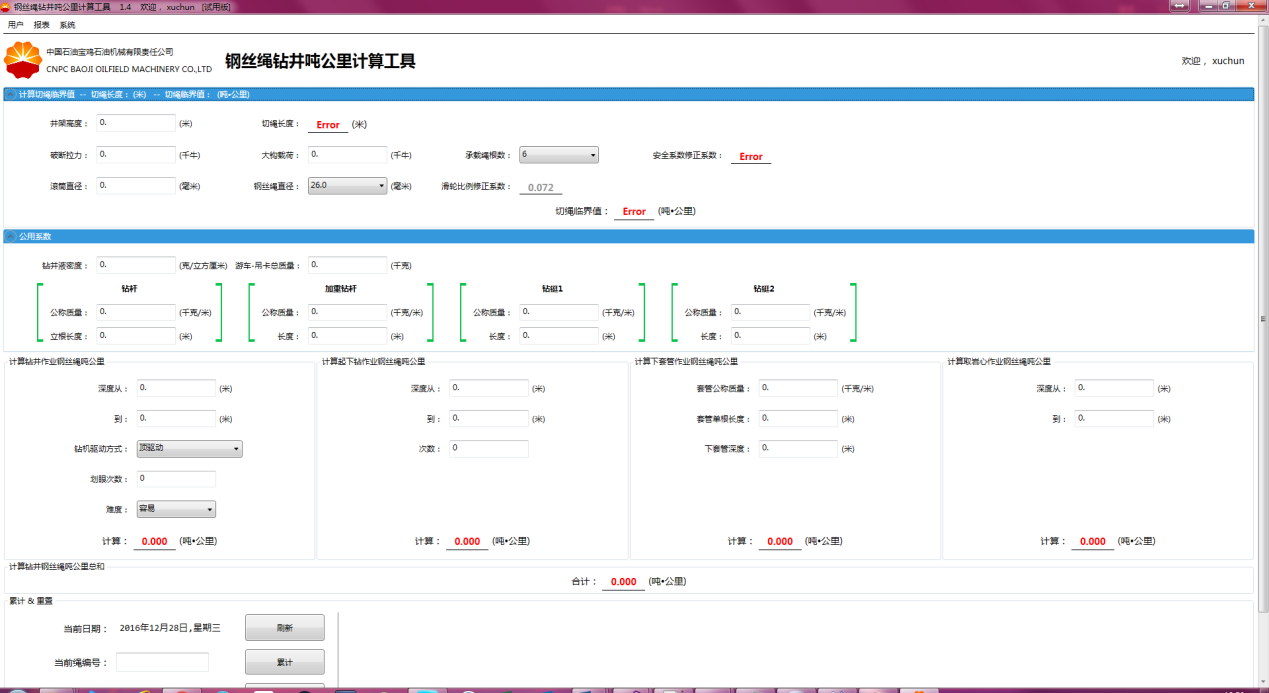 钢丝绳钻井吨公里计算工具 1.4 欢迎, xuchun [试用版]
用户 报表 系统
中国石油宝鸡石油机械有限责任公司
CNPC BAOJI OILFIELD MACHINERY CO.,LTD
钢丝绳钻井吨公里计算工具
欢迎, xuchun
计算切绳临界值 -- 切绳长度: (米) -- 切绳临界值: (吨•公里)
井架高度: 0. (米) 切绳长度: Error (米)
破断拉力: 0. (千牛) 大钩载荷: 0. (千牛) 承载绳根数: 6 安全系数修正系数: Error
滚筒直径: 0. (毫米) 钢丝绳直径: 26.0 (毫米) 滑轮比例修正系数: 0.072
切绳临界值: Error (吨•公里)
公用系数
钻井液密度: 0. (克/立方厘米) 游车-吊卡总质量: 0. (千克)
钻杆 加重钻杆 钻铤1 钻铤2
公称质量: 0. (千克/米) 公称质量: 0. (千克/米) 公称质量: 0. (千克/米) 公称质量: 0. (千克/米)
立根长度: 0. (米) 长度: 0. (米) 长度: 0. (米) 长度: 0. (米)
计算钻井作业钢丝绳吨公里 计算起下钻作业钢丝绳吨公里 计算下套管作业钢丝绳吨公里 计算取岩心作业钢丝绳吨公里
深度从: 0. (米) 深度从: 0. (米) 套管公称质量: 0. (千克/米) 深度从: 0. (米)
到: 0. (米) 到: 0. (米) 套管单根长度: 0. (米) 到: 0. (米)
钻机驱动方式: 顶驱动 次数: 0 下套管深度: 0. (米)
划眼次数: 0
难度: 容易
计算: 0.000 (吨•公里) 计算: 0.000 (吨•公里) 计算: 0.000 (吨•公里) 计算: 0.000 (吨•公里)
计算钻井钢丝绳吨公里总和
合计: 0.000 (吨•公里)
累计 & 重置
当前日期: 2016年12月28日,星期三 刷新
当前绳编号: 累计